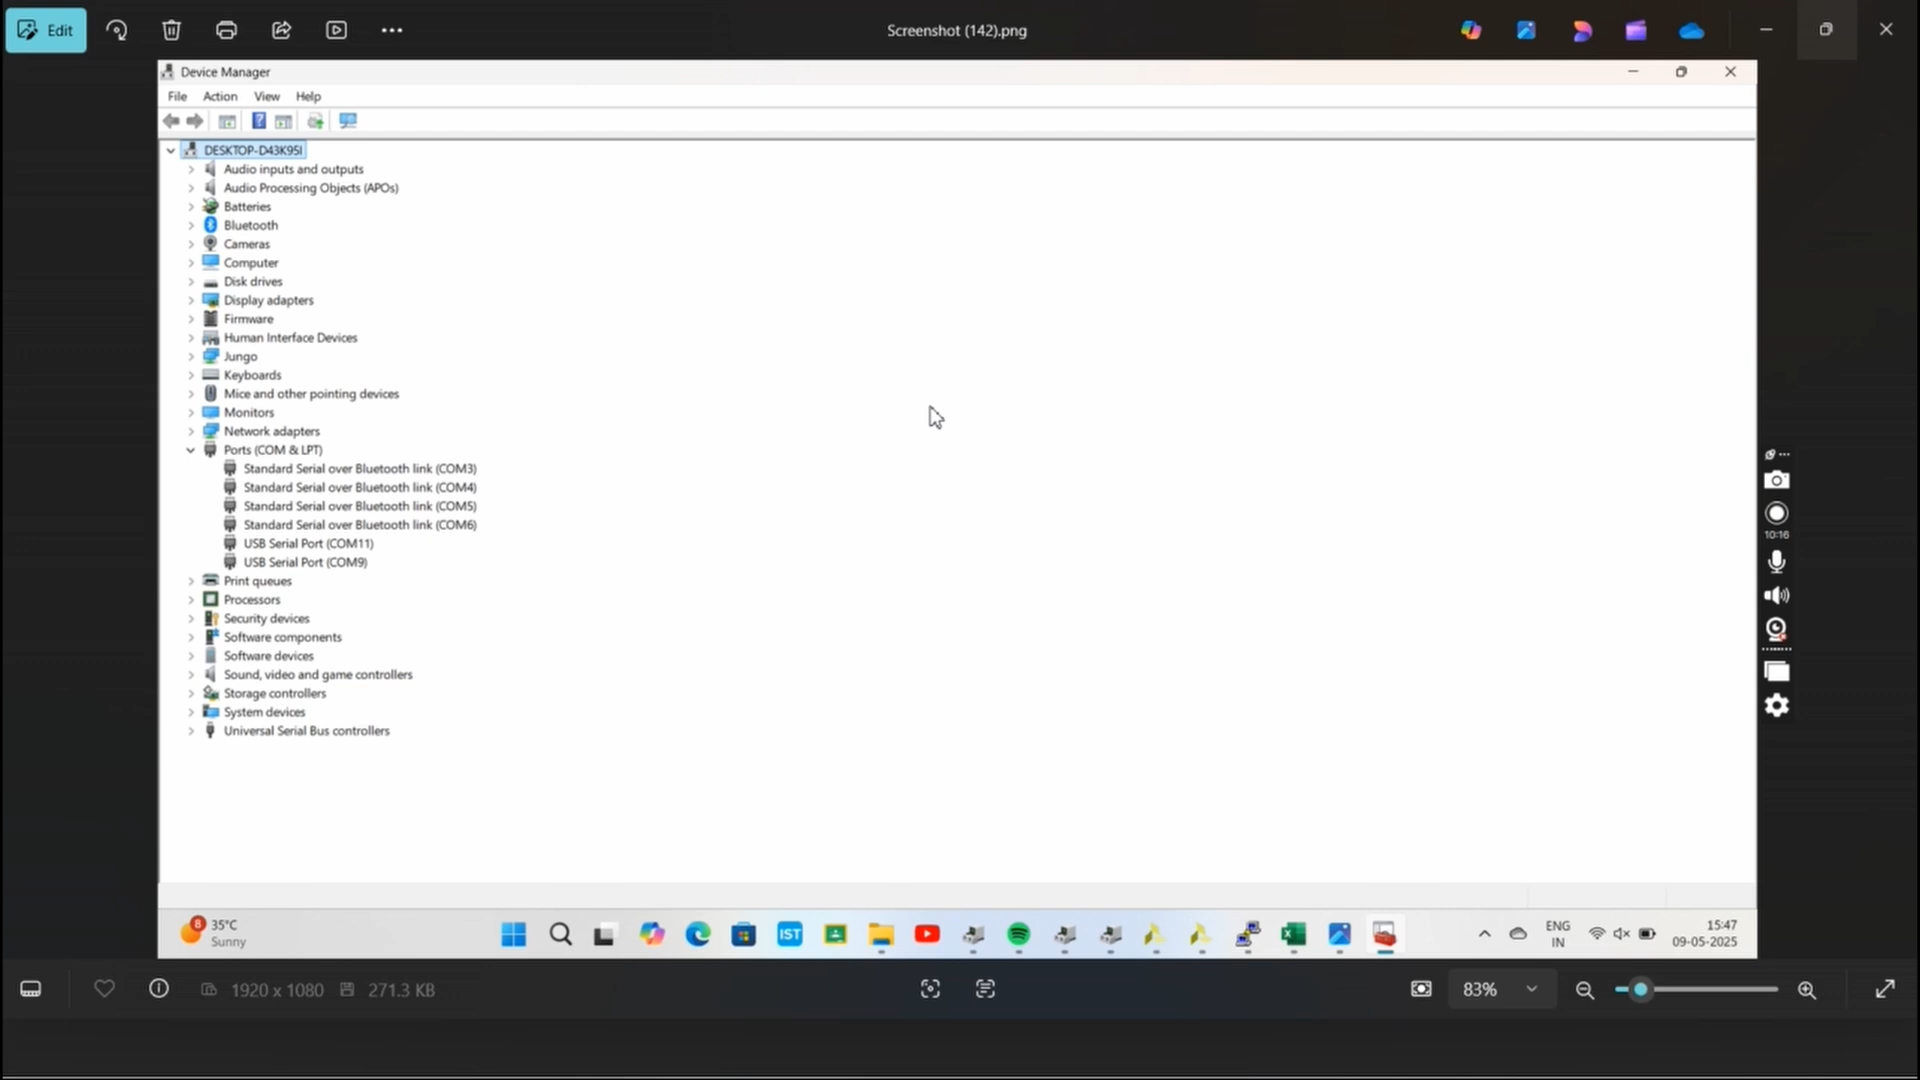 Edit
Screenshot (142).png
Device Manager
File Action View Help
DESKTOP-D43K95I
Audio inputs and outputs
Audio Processing Objects (APOs)
Batteries
Bluetooth
Cameras
Computer
Disk drives
Display adapters
Firmware
Human Interface Devices
Jungo
Keyboards
Mice and other pointing devices
Monitors
Network adapters
Ports (COM & LPT)
Standard Serial over Bluetooth link (COM3)
Standard Serial over Bluetooth link (COM4)
Standard Serial over Bluetooth link (COM5)
Standard Serial over Bluetooth link (COM6)
USB Serial Port (COM11)
USB Serial Port (COM9)
Print queues
Processors
Security devices
Software components
Software devices
Sound, video and game controllers
Storage controllers
System devices
Universal Serial Bus controllers
10:16
8
35°C
Sunny
IST
ENG
IN
15:47
09-05-2025
1920 x 1080
271.3 KB
83%